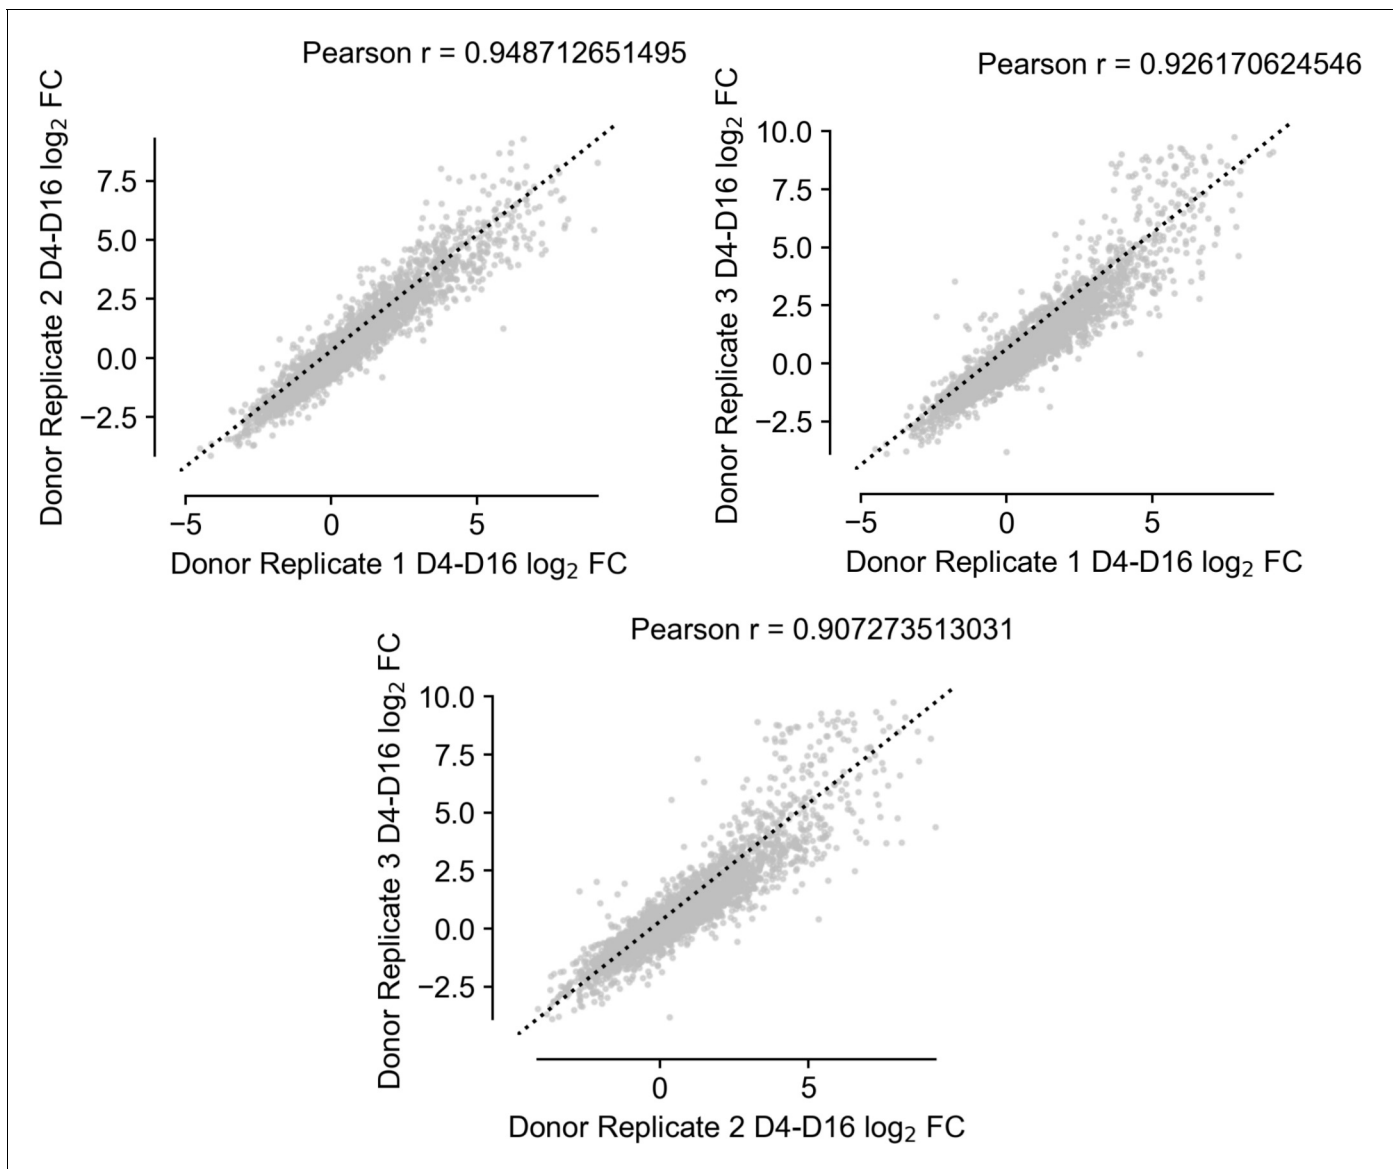 Pearson r = 0.948712651495
Donor Replicate 2 D4-D16 log₂ FC
7.5
5.0
2.5
0.0
−2.5
−5
0
5
Donor Replicate 1 D4-D16 log₂ FC
Pearson r = 0.926170624546
Donor Replicate 3 D4-D16 log₂ FC
10.0
7.5
5.0
2.5
0.0
−2.5
−5
0
5
Donor Replicate 1 D4-D16 log₂ FC
Pearson r = 0.907273513031
Donor Replicate 3 D4-D16 log₂ FC
10.0
7.5
5.0
2.5
0.0
−2.5
0
5
Donor Replicate 2 D4-D16 log₂ FC